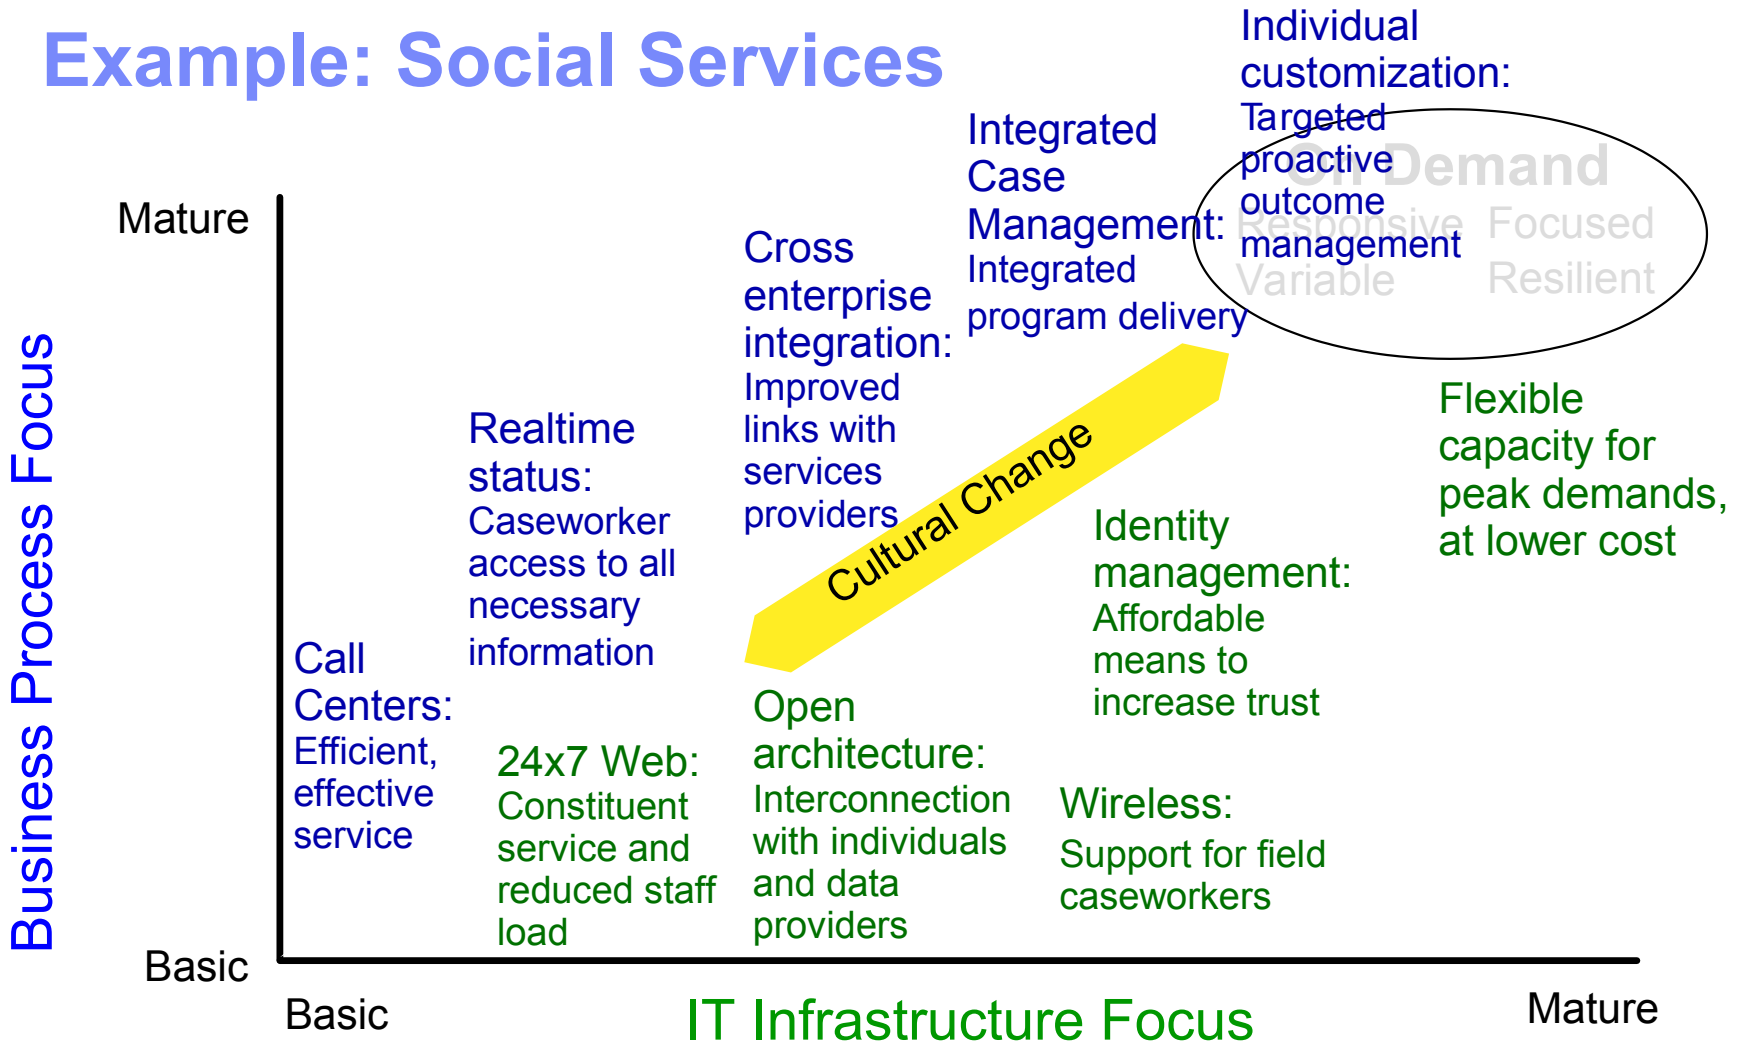 Example: Social Services
Individual
customization:
Targeted
proactive
outcome
management
On Demand
Responsive Focused
Variable Resilient
Integrated
Case
Management:
Integrated
program delivery
Mature
Cross
enterprise
integration:
Improved
links with
services
providers
Realtime
status:
Caseworker
access to all
necessary
information
Call
Centers:
Efficient,
effective
service
Business Process Focus
Cultural Change
Flexible
capacity for
peak demands,
at lower cost
Identity
management:
Affordable
means to
increase trust
24x7 Web:
Constituent
service and
reduced staff
load
Open
architecture:
Interconnection
with individuals
and data
providers
Wireless:
Support for field
caseworkers
Basic
Basic
IT Infrastructure Focus
Mature